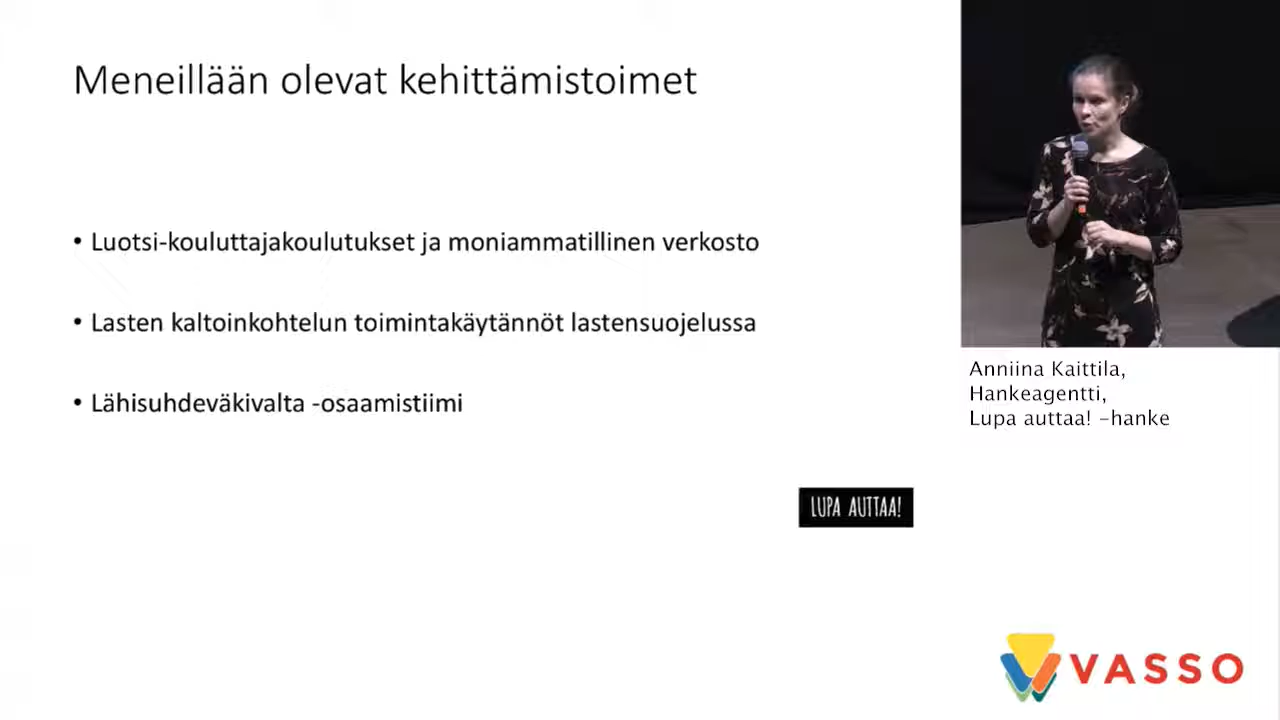 Meneillään olevat kehittämistoimet
• Luotsi-kouluttajakoulutukset ja moniammatillinen verkosto
• Lasten kaltoinkohtelun toimintakäytännöt lastensuojelussa
• Lähisuhdeväkivalta -osaamistiimi
LUPA AUTTAA!
Anniina Kaittila,
Hankeagentti,
Lupa auttaa! -hanke
VASSO